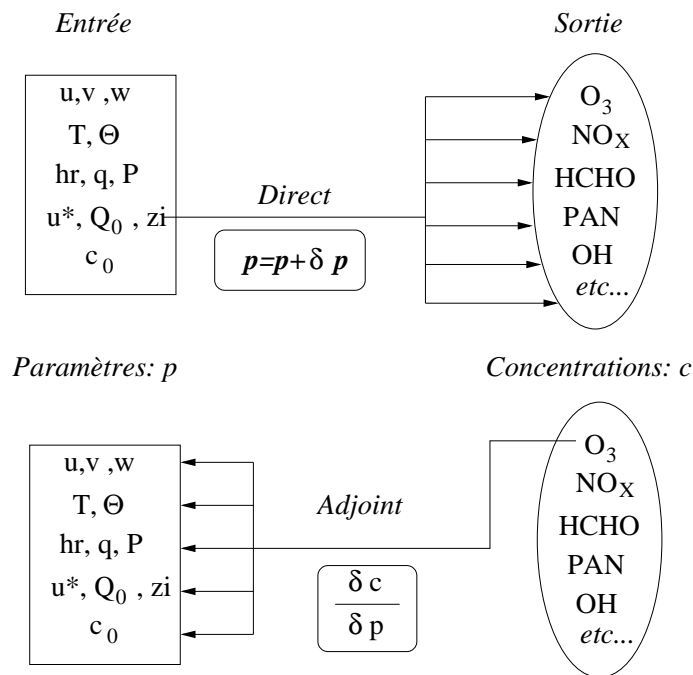 Entrée
Sortie
u,v ,w
T, Θ
hr, q, P
u*, Q₀ , zi
c₀
Direct
p=p+δ p
O₃
NOX
HCHO
PAN
OH
etc...
Paramètres: p
Concentrations: c
u,v ,w
T, Θ
hr, q, P
u*, Q₀ , zi
c₀
Adjoint
δ c
δ p
O₃
NOX
HCHO
PAN
OH
etc...